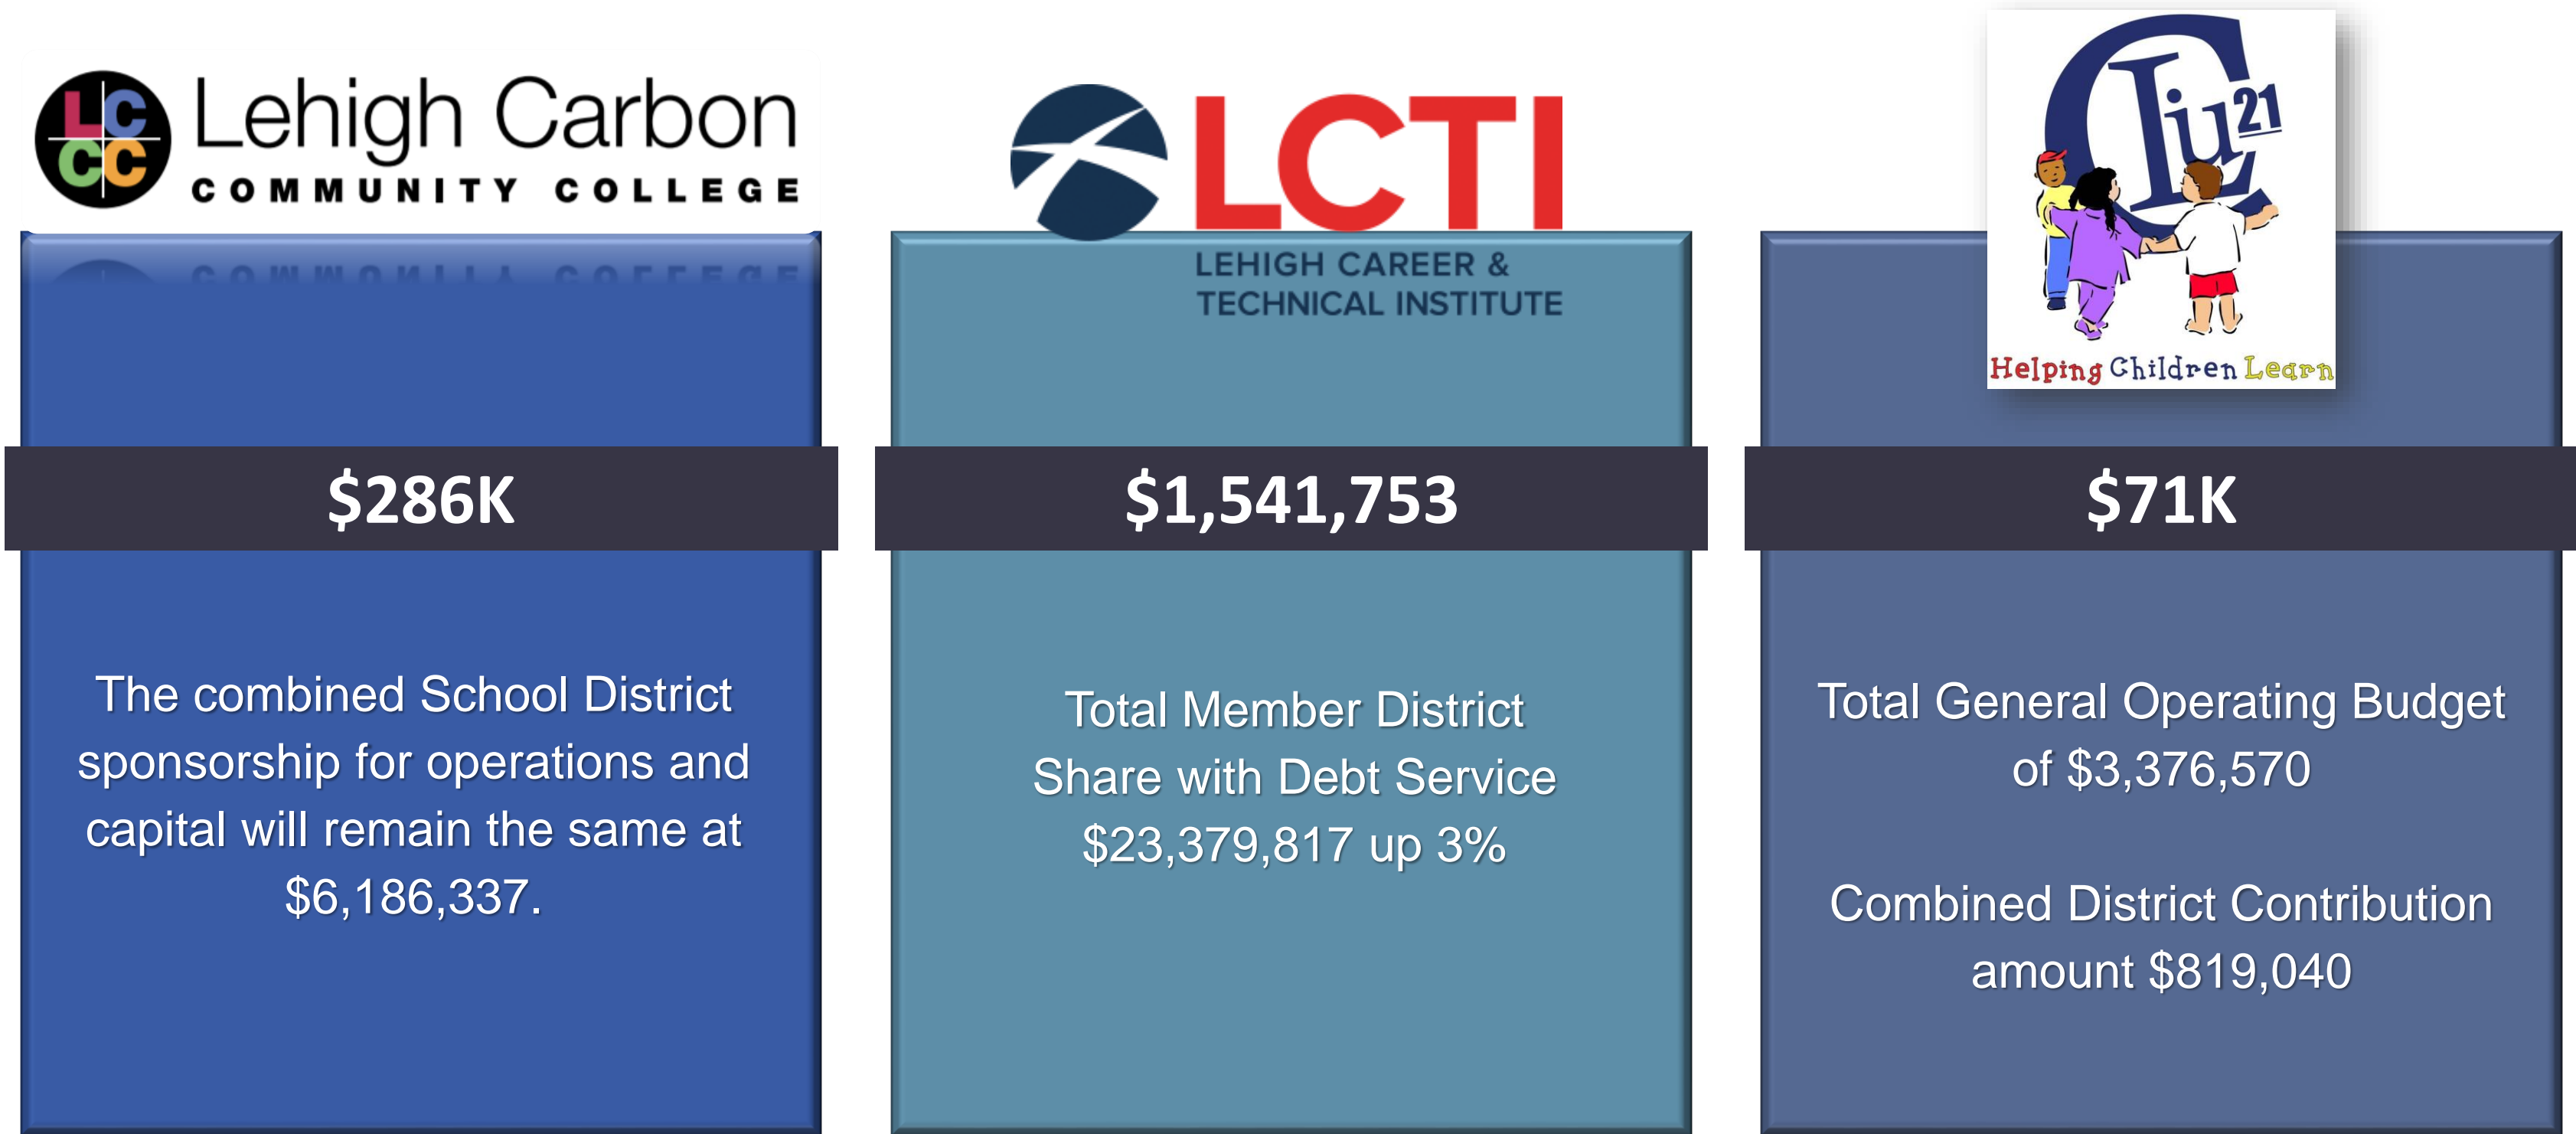 LC
CC
Lehigh Carbon
COMMUNITY COLLEGE
$286K
The combined School District
sponsorship for operations and
capital will remain the same at
$6,186,337.
LCTI
LEHIGH CAREER &
TECHNICAL INSTITUTE
$1,541,753
Total Member District
Share with Debt Service
$23,379,817 up 3%
CLiu21
Helping Children Learn
$71K
Total General Operating Budget
of $3,376,570
Combined District Contribution
amount $819,040